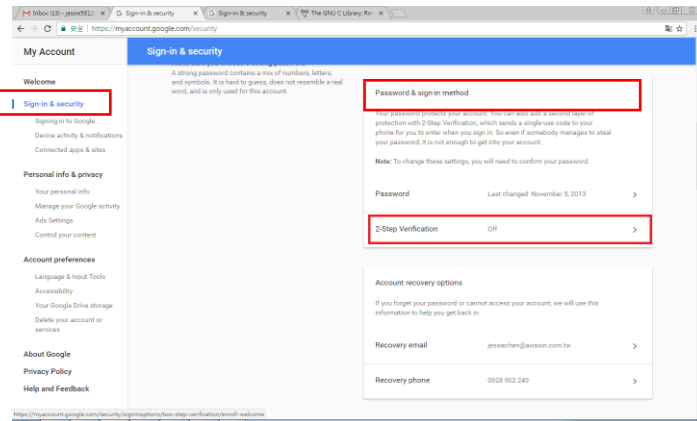 Inbox (13) - jessie5812
Sign-in & security
Sign-in & security
The GNU C Library: Re
安全 | https://myaccount.google.com/security
My Account
Sign-in & security
Welcome
Sign-in & security
Signing in to Google
Device activity & notifications
Connected apps & sites
Personal info & privacy
Your personal info
Manage your Google activity
Ads Settings
Control your content
Account preferences
Language & Input Tools
Accessibility
Your Google Drive storage
Delete your account or
services
About Google
Privacy Policy
Help and Feedback
A strong password contains a mix of numbers, letters,
and symbols. It is hard to guess, does not resemble a real
word, and is only used for this account.
Password & sign-in method
Your password protects your account. You can also add a second layer of
protection with 2-Step Verification, which sends a single-use code to your
phone for you to enter when you sign in. So even if somebody manages to steal
your password, it is not enough to get into your account.
Note: To change these settings, you will need to confirm your password.
Password Last changed: November 5, 2013
2-Step Verification Off
Account recovery options
If you forget your password or cannot access your account, we will use this
information to help you get back in.
Recovery email jessiechen@avision.com.tw
Recovery phone 0928 902 249
https://myaccount.google.com/security/signinoptions/two-step-verification/enroll-welcome